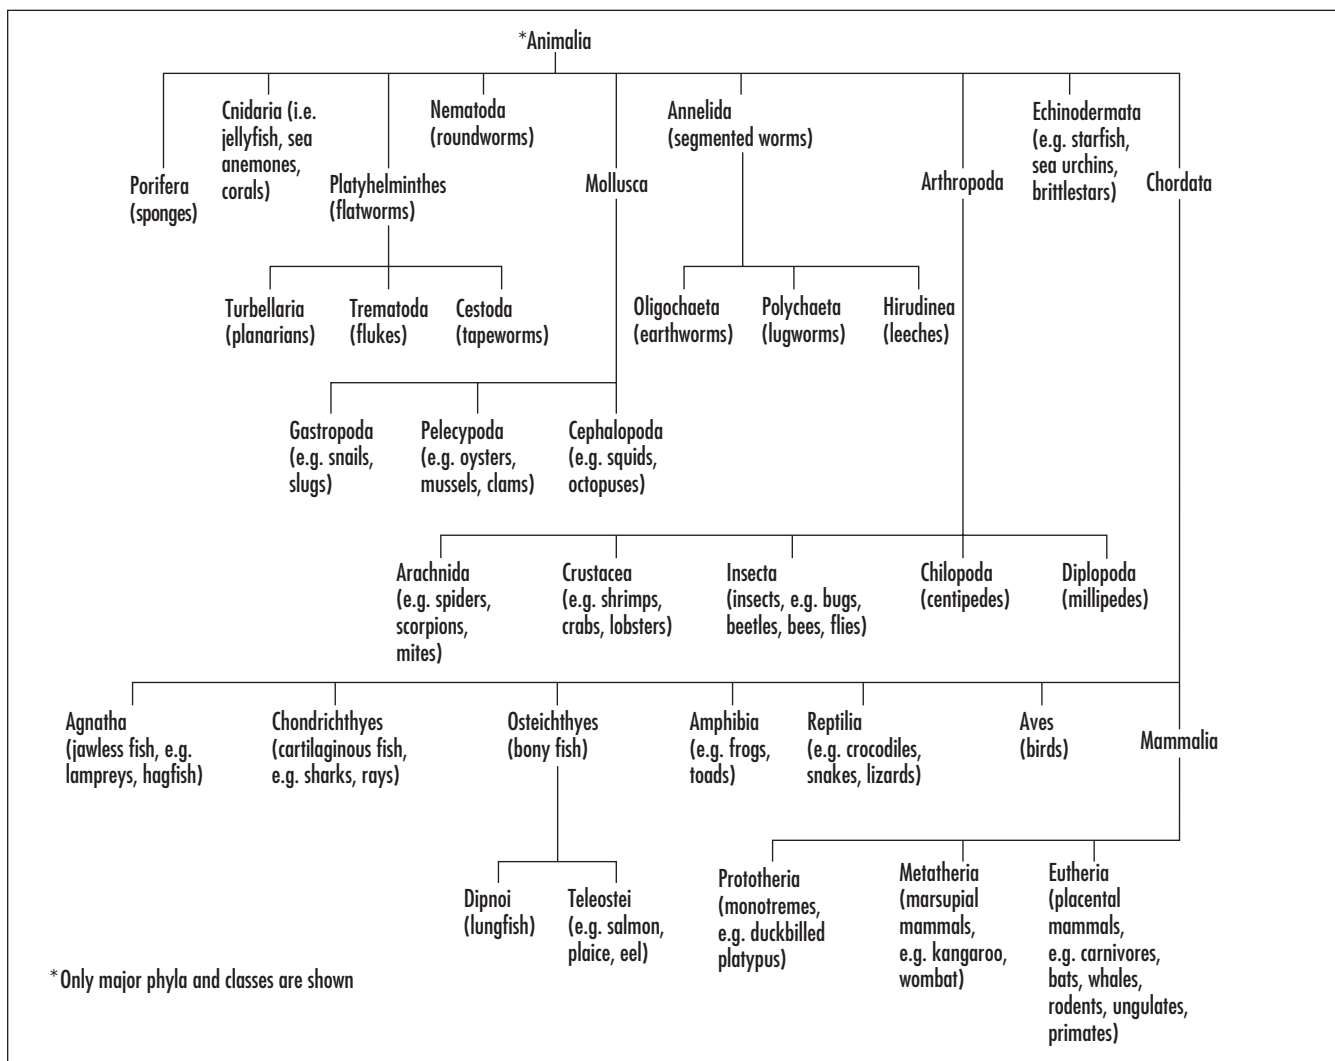 *Animalia
Porifera
(sponges)
Cnidaria (i.e.
jellyfish, sea
anemones,
corals)
Platyhelminthes
(flatworms)
Nematoda
(roundworms)
Mollusca
Annelida
(segmented worms)
Arthropoda
Echinodermata
(e.g. starfish,
sea urchins,
brittlestars)
Chordata
Turbellaria
(planarians)
Trematoda
(flukes)
Cestoda
(tapeworms)
Oligochaeta
(earthworms)
Polychaeta
(lugworms)
Hirudinea
(leeches)
Gastropoda
(e.g. snails,
slugs)
Pelecypoda
(e.g. oysters,
mussels, clams)
Cephalopoda
(e.g. squids,
octopuses)
Arachnida
(e.g. spiders,
scorpions,
mites)
Crustacea
(e.g. shrimps,
crabs, lobsters)
Insecta
(insects, e.g. bugs,
beetles, bees, flies)
Chilopoda
(centipedes)
Diplopoda
(millipedes)
Agnatha
(jawless fish, e.g.
lampreys, hagfish)
Chondrichthyes
(cartilaginous fish,
e.g. sharks, rays)
Osteichthyes
(bony fish)
Amphibia
(e.g. frogs,
toads)
Reptilia
(e.g. crocodiles,
snakes, lizards)
Aves
(birds)
Mammalia
Dipnoi
(lungfish)
Teleostei
(e.g. salmon,
plaice, eel)
Prototheria
(monotremes,
e.g. duckbilled
platypus)
Metatheria
(marsupial
mammals,
e.g. kangaroo,
wombat)
Eutheria
(placental
mammals,
e.g. carnivores,
bats, whales,
rodents, ungulates,
primates)
*Only major phyla and classes are shown